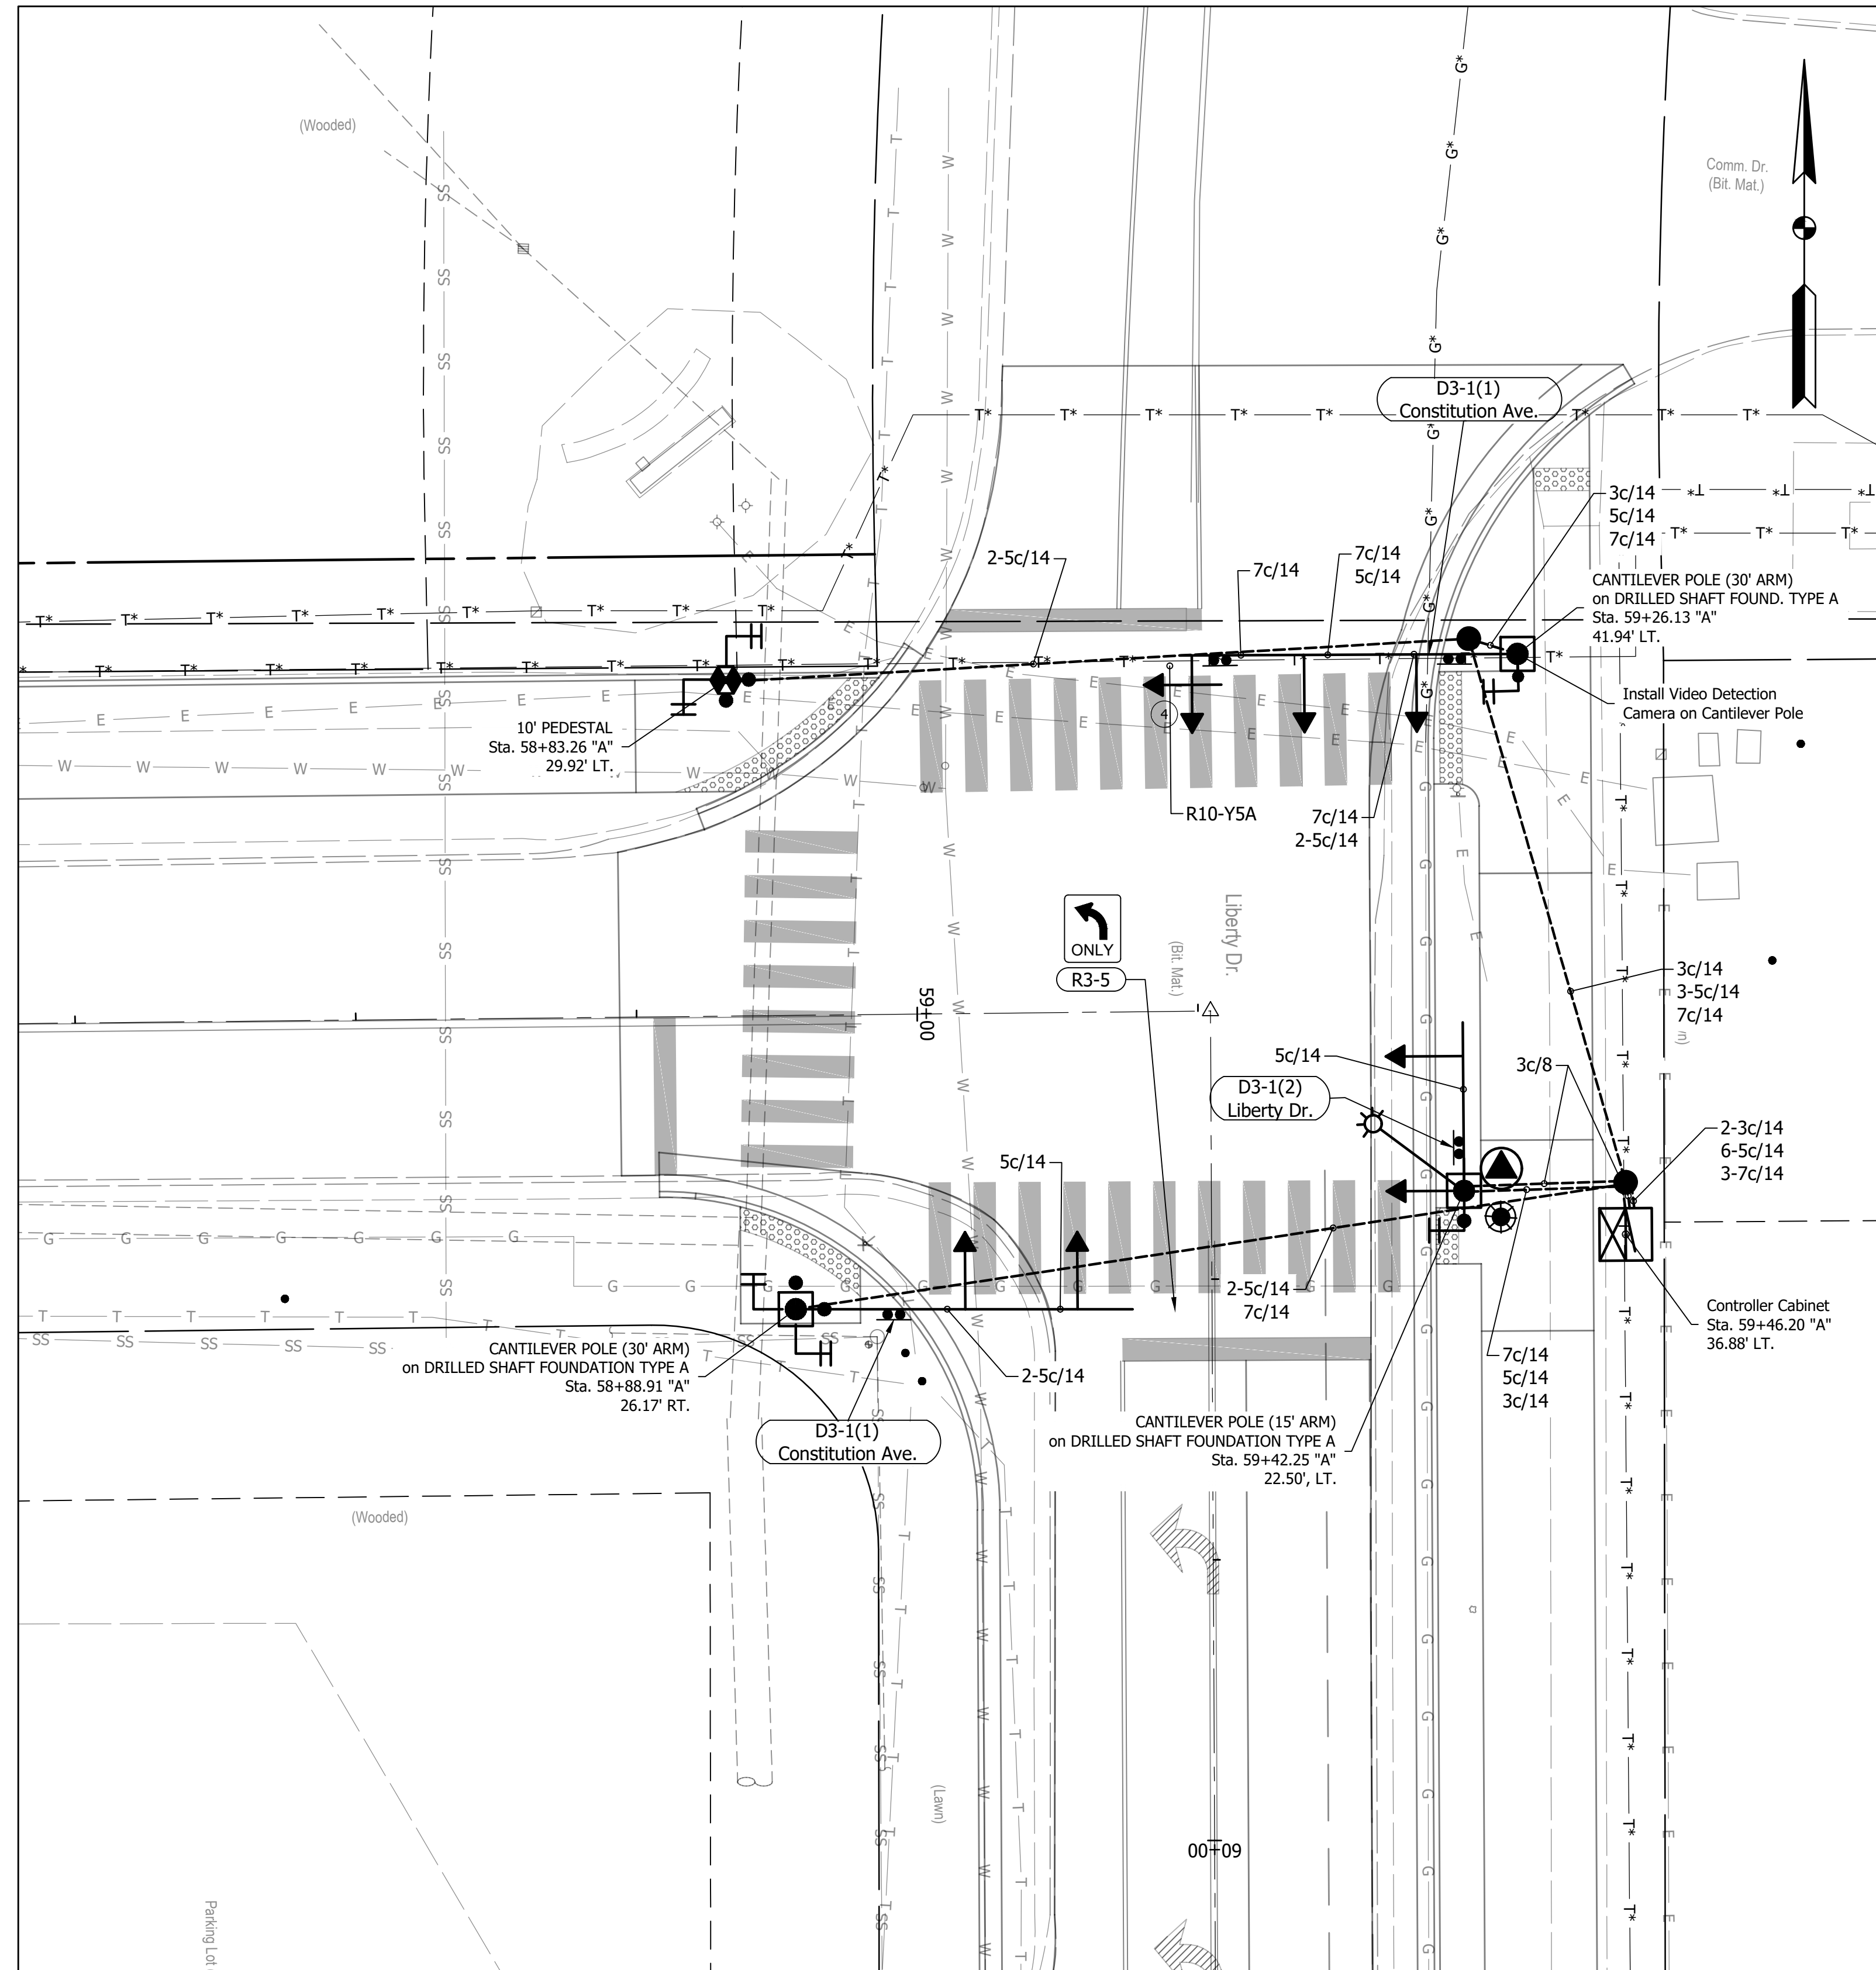 (Wooded)
Comm. Dr.
(Bit. Mat.)
D3-1(1)
Constitution Ave.
3c/14
5c/14
7c/14
2-5c/14
7c/14
7c/14
5c/14
CANTILEVER POLE (30' ARM)
on DRILLED SHAFT FOUND. TYPE A
Sta. 59+26.13 "A"
41.94' LT.
Install Video Detection
Camera on Cantilever Pole
10' PEDESTAL
Sta. 58+83.26 "A"
29.92' LT.
4
R10-Y5A
7c/14
2-5c/14
ONLY
R3-5
Liberty Dr.
(Bit. Mat.)
59+00
3c/14
3-5c/14
7c/14
5c/14
3c/8
D3-1(2)
Liberty Dr.
2-3c/14
6-5c/14
3-7c/14
5c/14
2-5c/14
7c/14
Controller Cabinet
Sta. 59+46.20 "A"
36.88' LT.
CANTILEVER POLE (30' ARM)
on DRILLED SHAFT FOUNDATION TYPE A
Sta. 58+88.91 "A"
26.17' RT.
2-5c/14
7c/14
5c/14
3c/14
D3-1(1)
Constitution Ave.
CANTILEVER POLE (15' ARM)
on DRILLED SHAFT FOUNDATION TYPE A
Sta. 59+42.25 "A"
22.50', LT.
(Wooded)
(Lawn)
60+00
Parking Lot